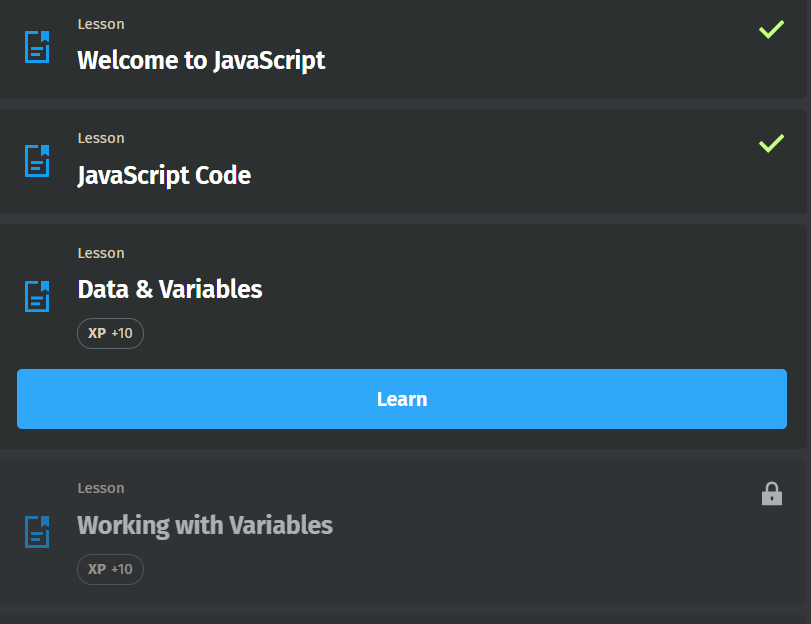 Lesson
Welcome to JavaScript
Lesson
JavaScript Code
Lesson
Data & Variables
XP +10
Learn
Lesson
Working with Variables
XP +10